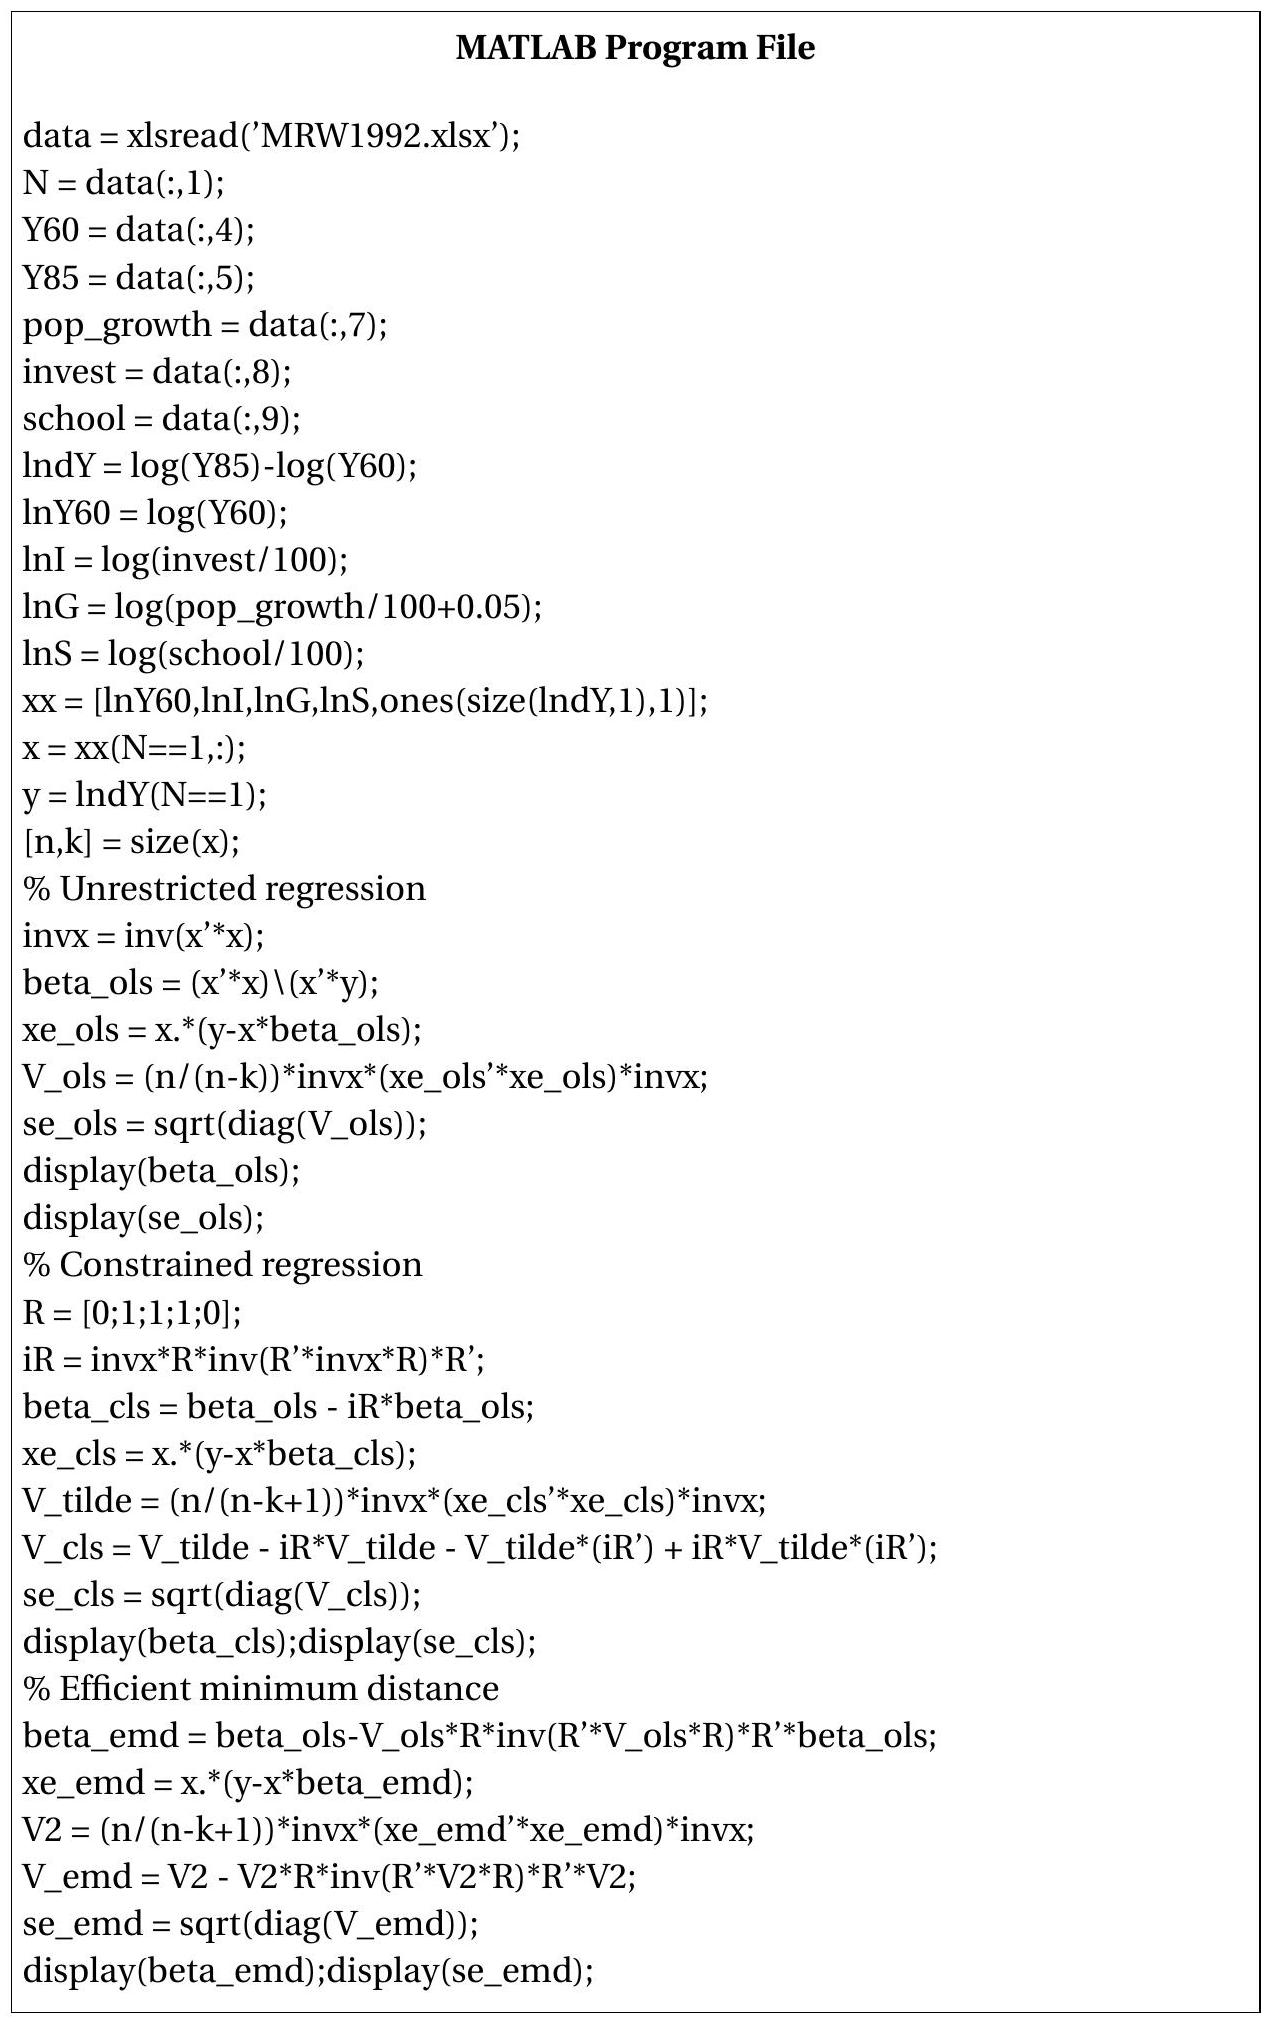 MATLAB Program File
data = xlsread(’MRW1992.xlsx’);
N = data(:,1);
Y60 = data(:,4);
Y85 = data(:,5);
pop_growth = data(:,7);
invest = data(:,8);
school = data(:,9);
lndY = log(Y85)-log(Y60);
lnY60 = log(Y60);
lnI = log(invest/100);
lnG = log(pop_growth/100+0.05);
lnS = log(school/100);
xx = [lnY60,lnI,lnG,lnS,ones(size(lndY,1),1)];
x = xx(N==1,:);
y = lndY(N==1);
[n,k] = size(x);
% Unrestricted regression
invx = inv(x’*x);
beta_ols = (x’*x)\(x’*y);
xe_ols = x.*(y-x*beta_ols);
V_ols = (n/(n-k))*invx*(xe_ols’*xe_ols)*invx;
se_ols = sqrt(diag(V_ols));
display(beta_ols);
display(se_ols);
% Constrained regression
R = [0;1;1;1;0];
iR = invx*R*inv(R’*invx*R)*R’;
beta_cls = beta_ols - iR*beta_ols;
xe_cls = x.*(y-x*beta_cls);
V_tilde = (n/(n-k+1))*invx*(xe_cls’*xe_cls)*invx;
V_cls = V_tilde - iR*V_tilde - V_tilde*(iR’) + iR*V_tilde*(iR’);
se_cls = sqrt(diag(V_cls));
display(beta_cls);display(se_cls);
% Efficient minimum distance
beta_emd = beta_ols-V_ols*R*inv(R’*V_ols*R)*R’*beta_ols;
xe_emd = x.*(y-x*beta_emd);
V2 = (n/(n-k+1))*invx*(xe_emd’*xe_emd)*invx;
V_emd = V2 - V2*R*inv(R’*V2*R)*R’*V2;
se_emd = sqrt(diag(V_emd));
display(beta_emd);display(se_emd);